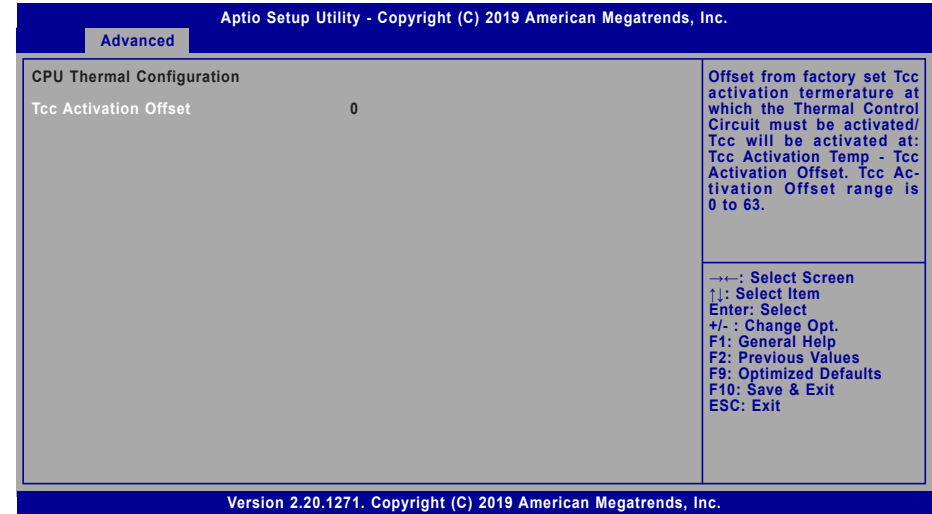 Aptio Setup Utility - Copyright (C) 2019 American Megatrends, Inc.
Advanced
CPU Thermal Configuration
Tcc Activation Offset 0
Offset from factory set Tcc
activation termerature at
which the Thermal Control
Circuit must be activated/
Tcc will be activated at:
Tcc Activation Temp - Tcc
Activation Offset. Tcc Ac-
tivation Offset range is
0 to 63.
→←: Select Screen
↑↓: Select Item
Enter: Select
+/- : Change Opt.
F1: General Help
F2: Previous Values
F9: Optimized Defaults
F10: Save & Exit
ESC: Exit
Version 2.20.1271. Copyright (C) 2019 American Megatrends, Inc.